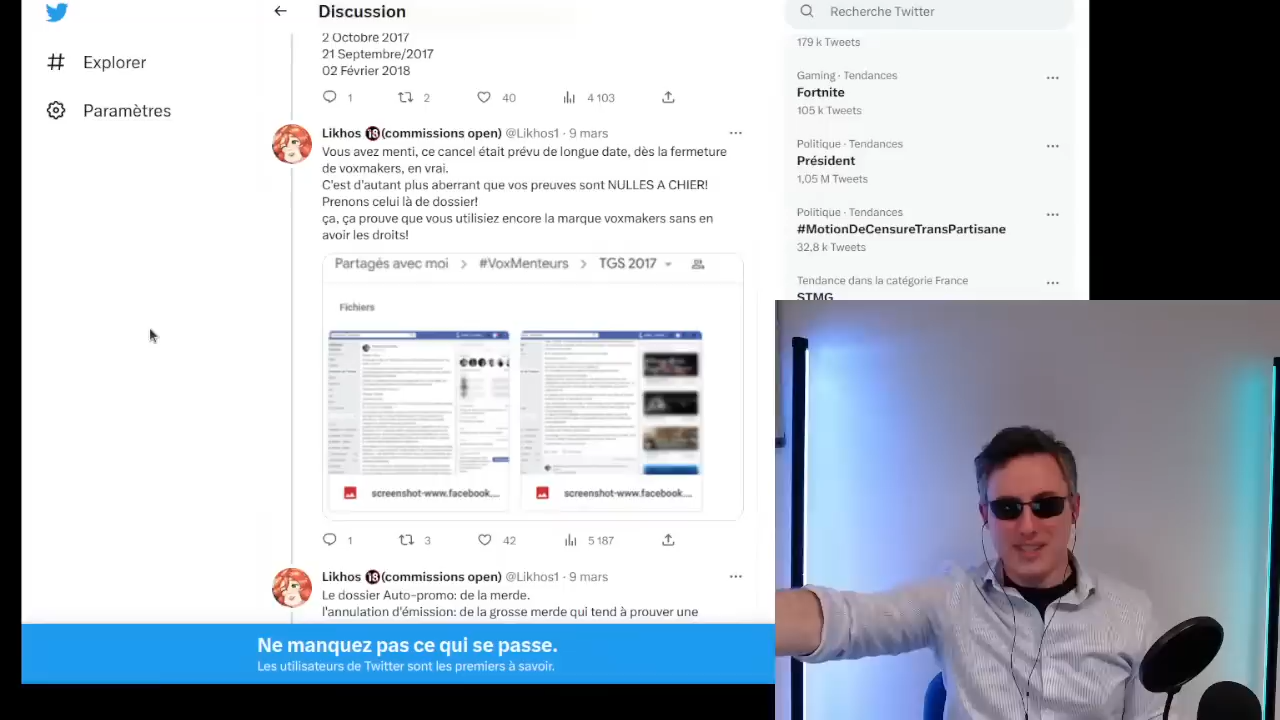 Discussion
Recherche Twitter
Explorer
Paramètres
2 Octobre 2017
21 Septembre/2017
02 Février 2018
1 2 40 4 103
Likhos 🔞(commissions open) @Likhos1 · 9 mars
Vous avez menti, ce cancel était prévu de longue date, dès la fermeture
de voxmakers, en vrai.
C'est d'autant plus aberrant que vos preuves sont NULLES A CHIER!
Prenons celui là de dossier!
ça, ça prouve que vous utilisiez encore la marque voxmakers sans en
avoir les droits!
Partagés avec moi > #VoxMenteurs > TGS 2017
Fichiers
screenshot-www.facebook....
screenshot-www.facebook....
1 3 42 5 187
Likhos 🔞(commissions open) @Likhos1 · 9 mars
Le dossier Auto-promo: de la merde.
l'annulation d'émission: de la grosse merde qui tend à prouver une
179 k Tweets
Gaming · Tendances
Fortnite
105 k Tweets
Politique · Tendances
Président
1,05 M Tweets
Politique · Tendances
#MotionDeCensureTransPartisane
32,8 k Tweets
Tendance dans la catégorie France
STMG
Ne manquez pas ce qui se passe.
Les utilisateurs de Twitter sont les premiers à savoir.